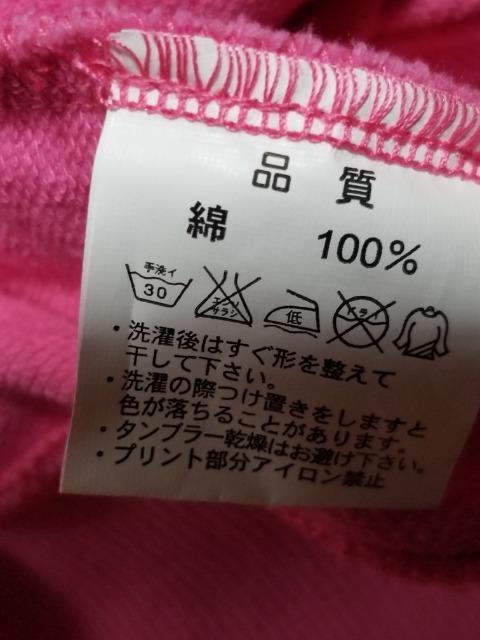 品 質
綿 100%
手洗イ
30
エンソ
サラシ
低
ドライ
・洗濯後はすぐ形を整えて
干して下さい。
・洗濯の際つけ置きをしますと
色が落ちることがあります。
・タンブラー乾燥はお避け下さい。
・プリント部分アイロン禁止